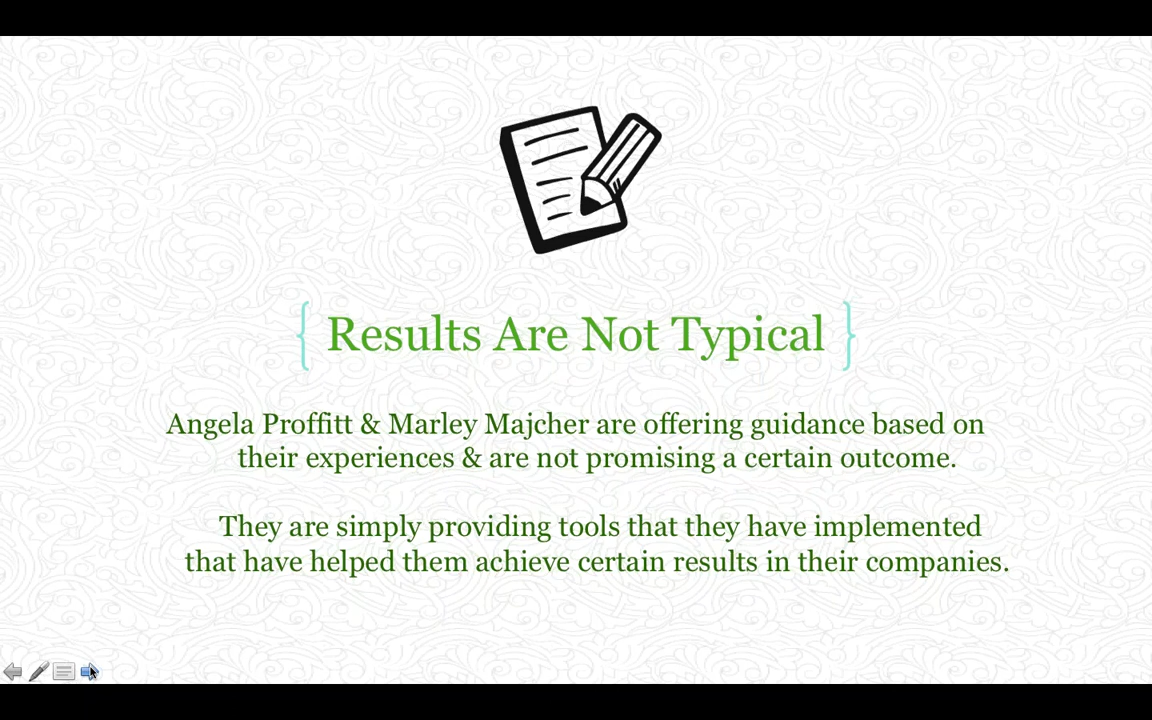 { Results Are Not Typical }
Angela Proffitt & Marley Majcher are offering guidance based on
their experiences & are not promising a certain outcome.
They are simply providing tools that they have implemented
that have helped them achieve certain results in their companies.